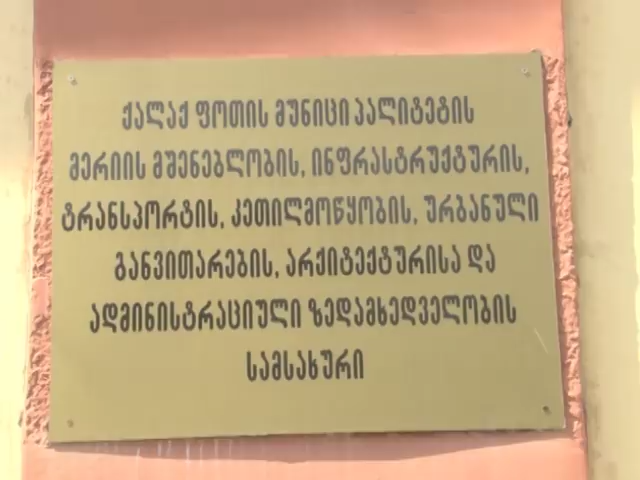 ქალაქ ფოთის მუნიციპალიტეტის
მერიის მშენებლობის, ინფრასტრუქტურის,
ტრანსპორტის, კეთილმოწყობის, ურბანული
განვითარების, არქიტექტურისა და
ადმინისტრაციული ზედამხედველობის
სამსახური